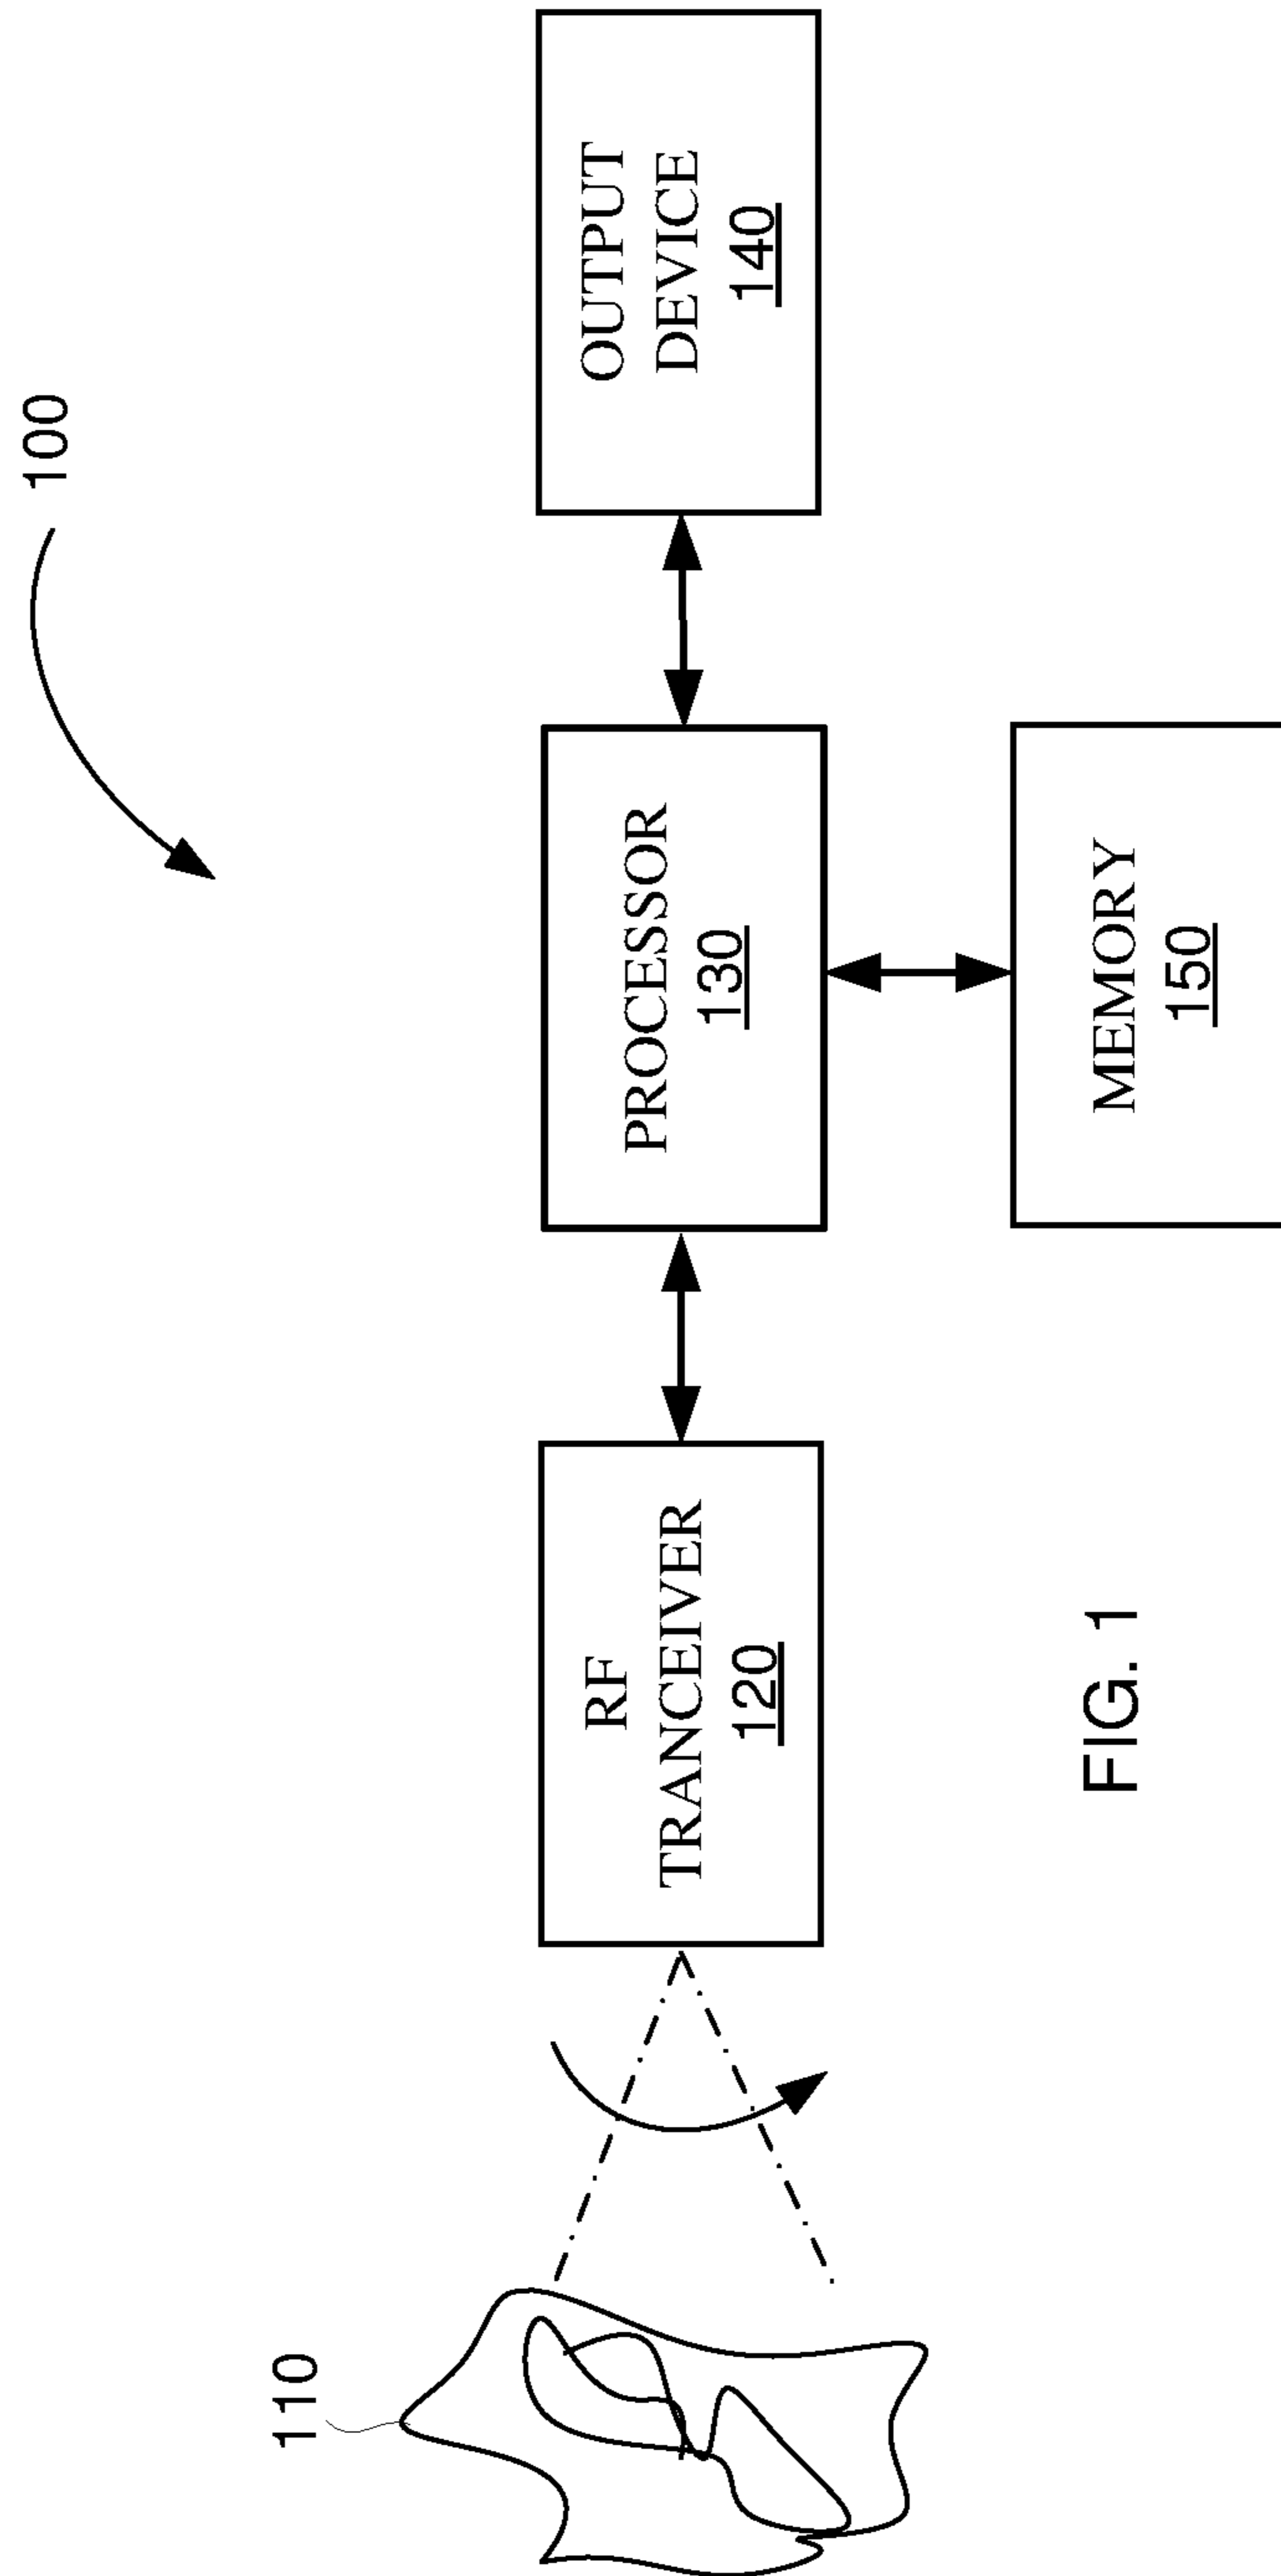 100
110
RF
TRANCEIVER
120
PROCESSOR
130
OUTPUT
DEVICE
140
MEMORY
150
FIG. 1